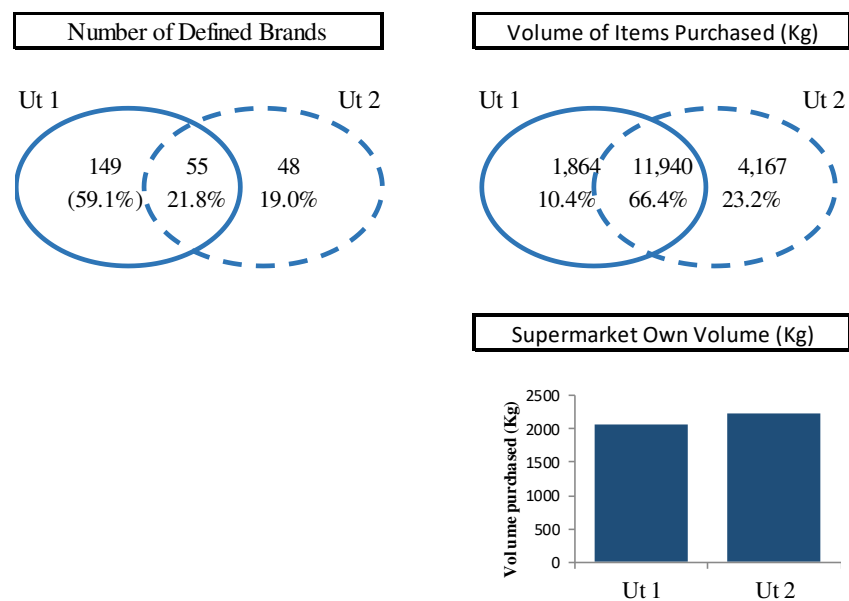 Number of Defined Brands
Ut 1
Ut 2
149 55 48
(59.1%) 21.8% 19.0%
Volume of Items Purchased (Kg)
Ut 1
Ut 2
1,864 11,940 4,167
10.4% 66.4% 23.2%
Supermarket Own Volume (Kg)
Volume purchased (Kg)
2500
2000
1500
1000
500
0
Ut 1 Ut 2